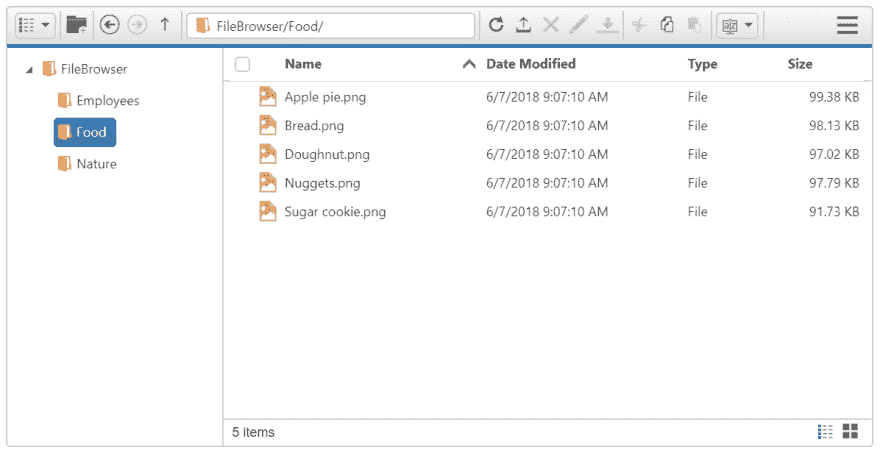 FileBrowser/Food/
FileBrowser
Employees
Food
Nature
Name Date Modified Type Size
Apple pie.png 6/7/2018 9:07:10 AM File 99.38 KB
Bread.png 6/7/2018 9:07:10 AM File 98.13 KB
Doughnut.png 6/7/2018 9:07:10 AM File 97.02 KB
Nuggets.png 6/7/2018 9:07:10 AM File 97.79 KB
Sugar cookie.png 6/7/2018 9:07:10 AM File 91.73 KB
5 items